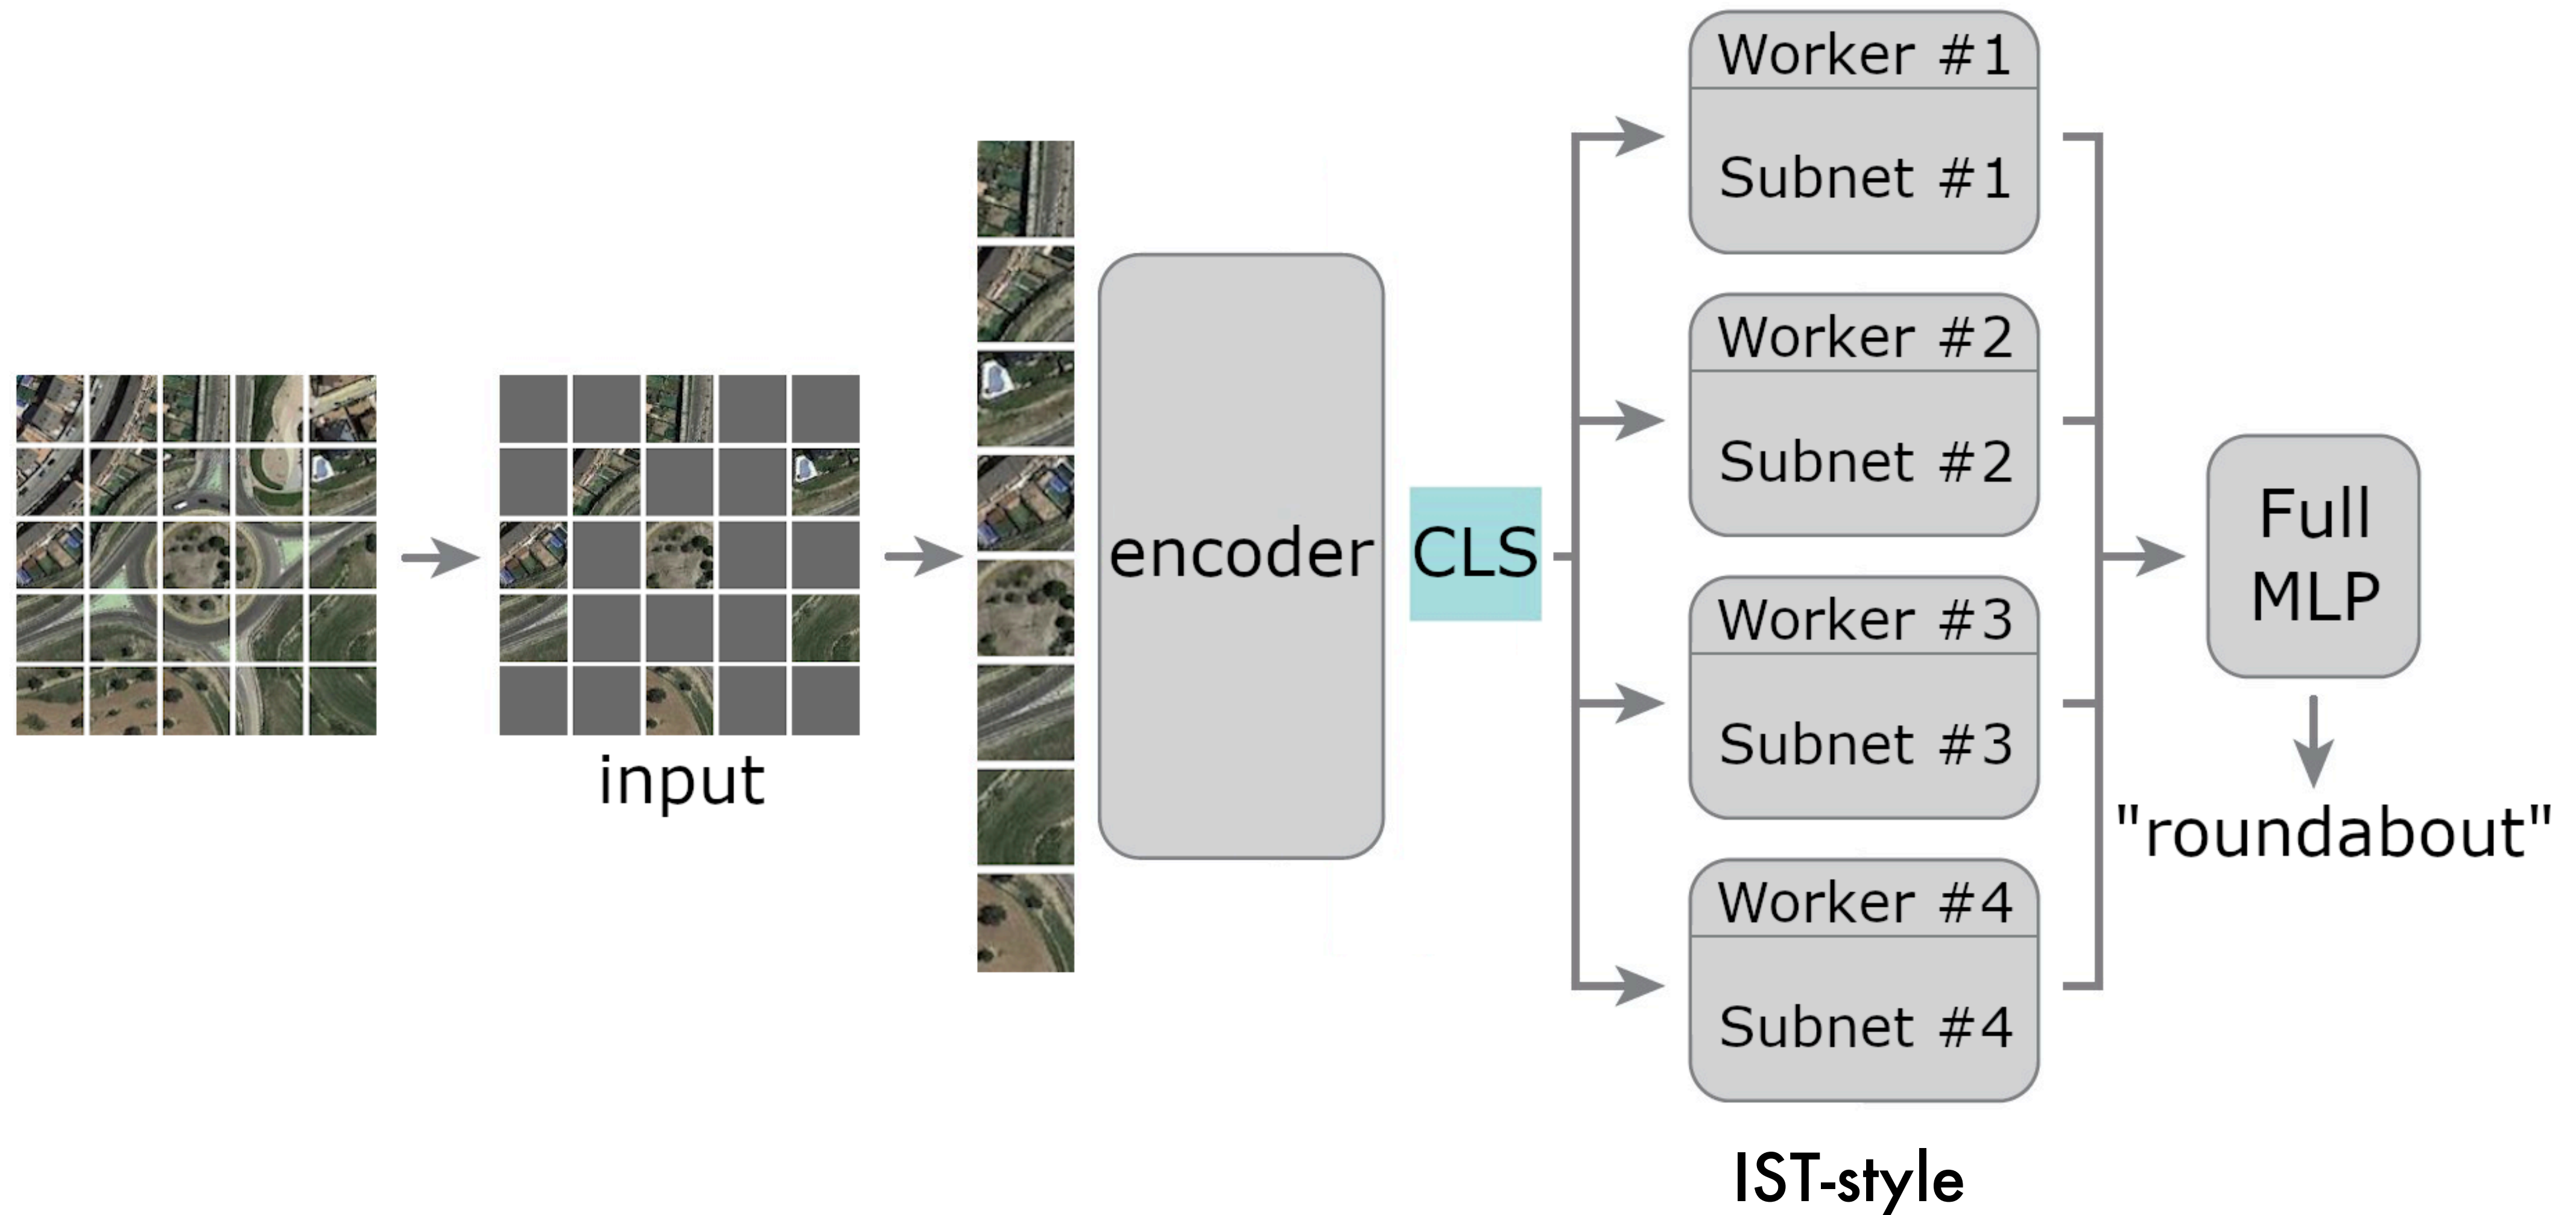 input
encoder
CLS
Worker #1
Subnet #1
Worker #2
Subnet #2
Worker #3
Subnet #3
Worker #4
Subnet #4
IST-style
Full
MLP
"roundabout"